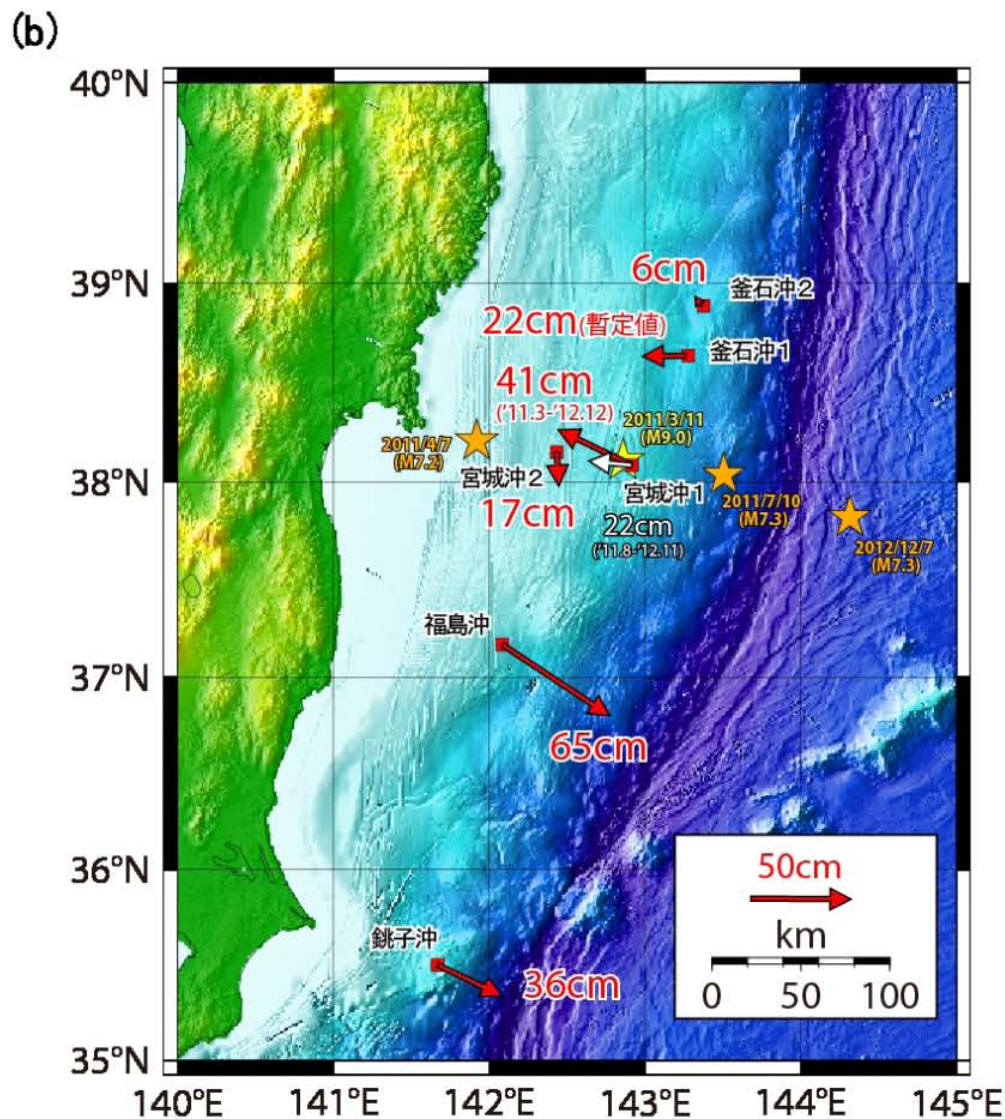 (b)
40°N
39°N
38°N
37°N
36°N
35°N
6cm
釜石沖2
22cm(暫定値)
釜石沖1
41cm
('11.3-'12.12)
2011/3/11
(M9.0)
2011/4/7
(M7.2)
宮城沖2
17cm
宮城沖1
22cm
('11.8-'12.11)
2011/7/10
(M7.3)
2012/12/7
(M7.3)
福島沖
65cm
銚子沖
36cm
50cm
km
0 50 100
140°E 141°E 142°E 143°E 144°E 145°E